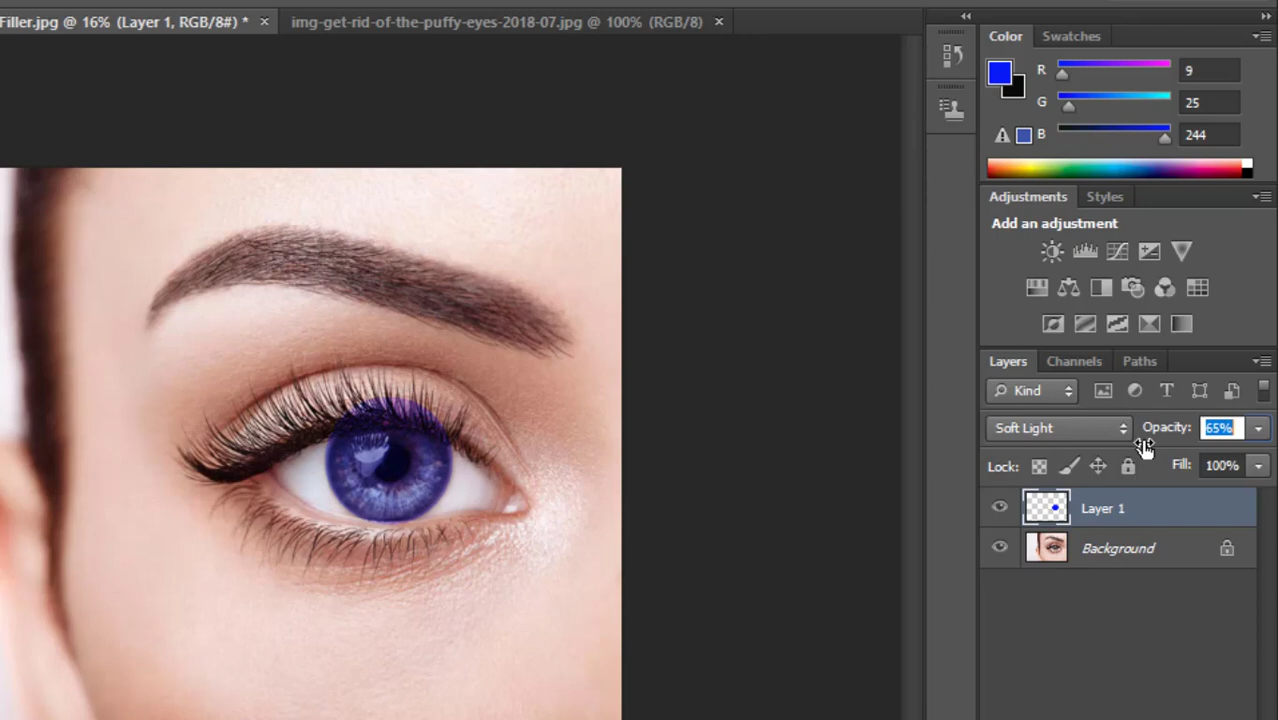 Filler.jpg @ 16% (Layer 1, RGB/8#) * × img-get-rid-of-the-puffy-eyes-2018-07.jpg @ 100% (RGB/8) ×
Color Swatches
R 9
G 25
B 244
Adjustments Styles
Add an adjustment
Layers Channels Paths
Kind
Soft Light Opacity: 65%
Lock: Fill: 100%
Layer 1
Background